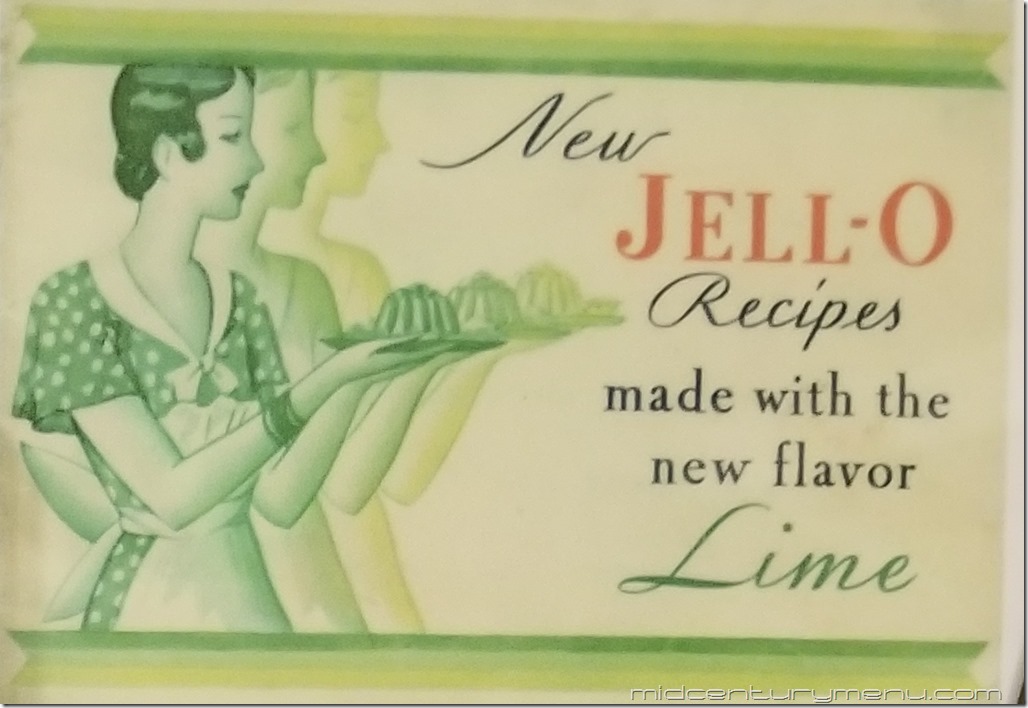 New
JELL-O
Recipes
made with the
new flavor
Lime
midcenturymenu.com